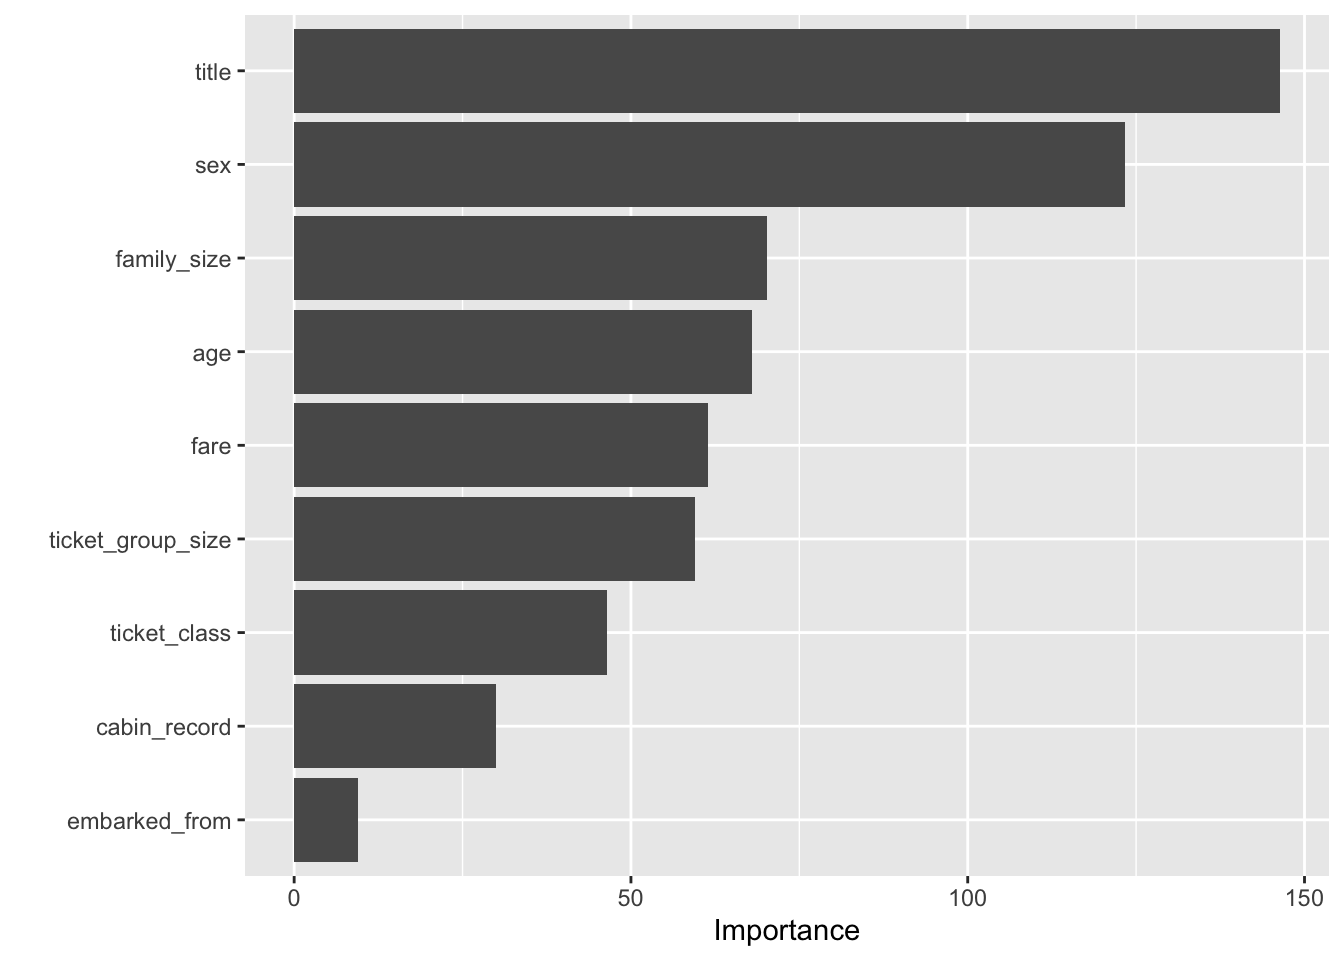 title
sex
family_size
age
fare
ticket_group_size
ticket_class
cabin_record
embarked_from
0 50 100 150
Importance